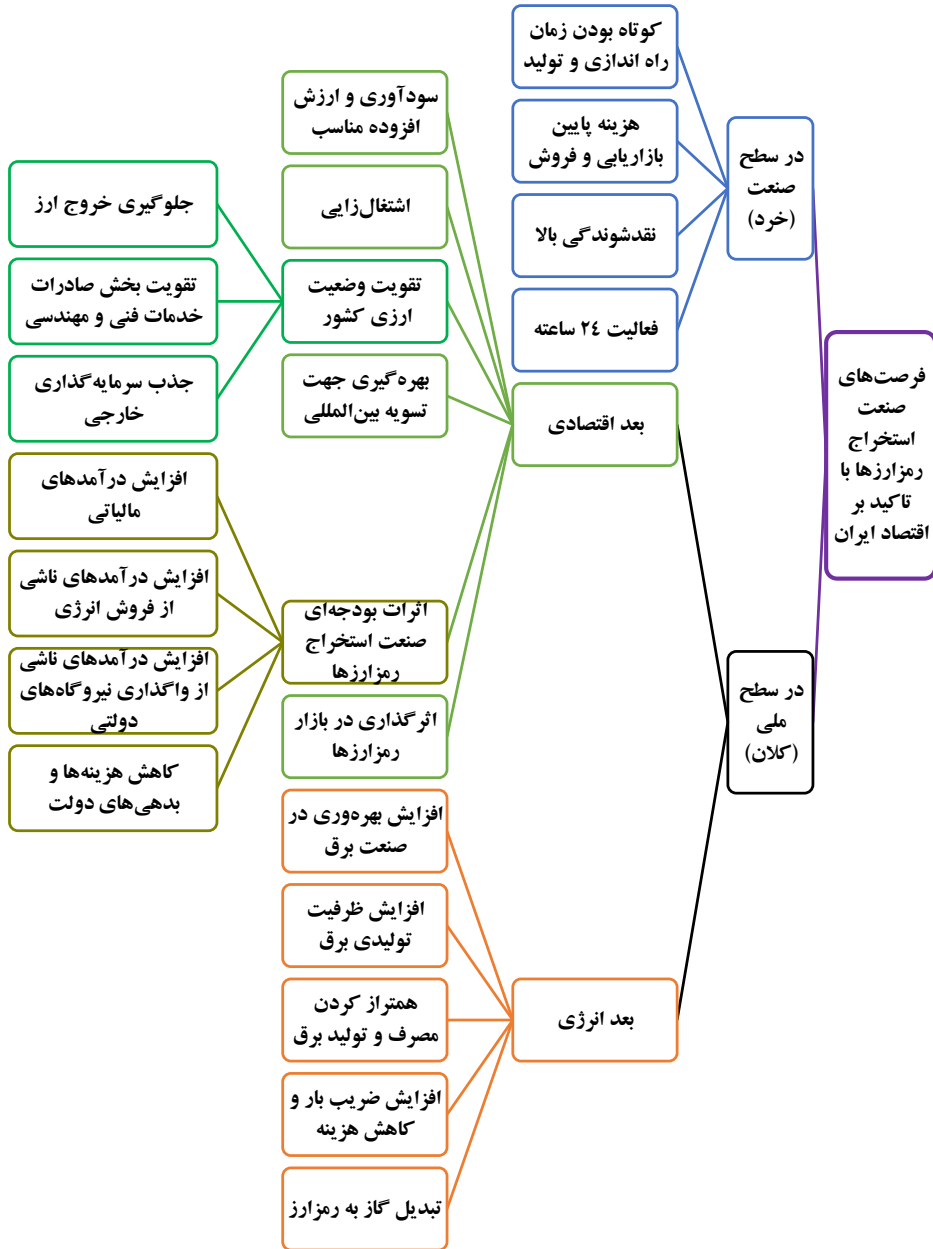 فرصت‌های
صنعت
استخراج
رمزارزها با
تاکید بر
اقتصاد ایران
در سطح
صنعت
(خرد)
کوتاه بودن زمان
راه اندازی و تولید
هزینه پایین
بازاریابی و فروش
نقدشوندگی بالا
فعالیت ۲٤ ساعته
در سطح
ملی
(کلان)
بعد اقتصادی
سودآوری و ارزش
افزوده مناسب
اشتغال‌زایی
تقویت وضعیت
ارزی کشور
جلوگیری خروج ارز
تقویت بخش صادرات
خدمات فنی و مهندسی
جذب سرمایه‌گذاری
خارجی
بهره‌گیری جهت
تسویه بین‌المللی
اثرات بودجه‌ای
صنعت استخراج
رمزارزها
افزایش درآمدهای
مالیاتی
افزایش درآمدهای ناشی
از فروش انرژی
افزایش درآمدهای ناشی
از واگذاری نیروگاه‌های
دولتی
کاهش هزینه‌ها و
بدهی‌های دولت
اثرگذاری در بازار
رمزارزها
بعد انرژی
افزایش بهره‌وری در
صنعت برق
افزایش ظرفیت
تولیدی برق
همتراز کردن
مصرف و تولید برق
افزایش ضریب بار و
کاهش هزینه
تبدیل گاز به رمزارز